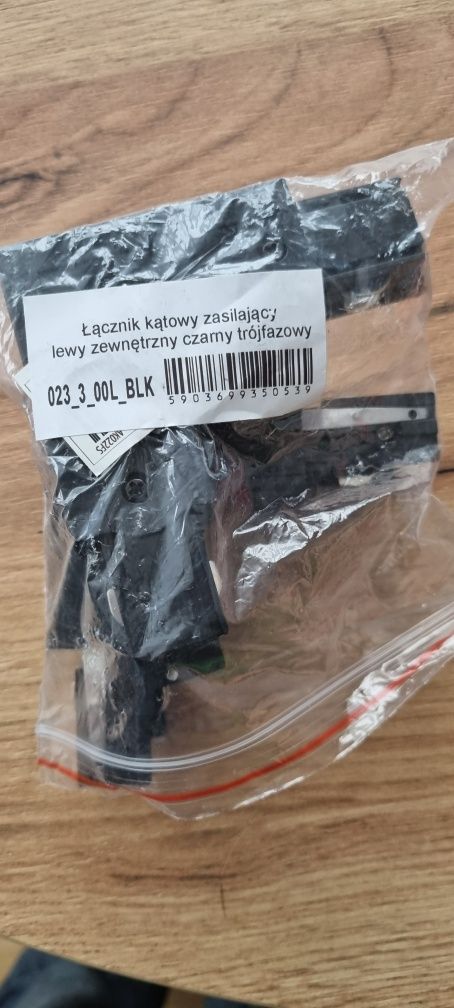 Łącznik kątowy zasilający
lewy zewnętrzny czarny trójfazowy
023_3_00L_BLK
5903699350539